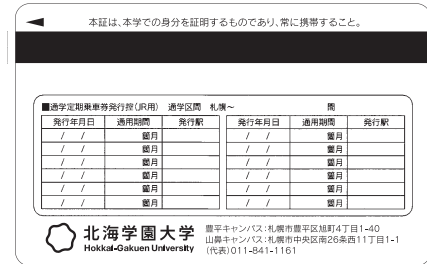 本証は、本学での身分を証明するものであり、常に携帯すること。
■通学定期乗車券発行控(JR用) 通学区間 札幌～ 間
発行年月日 通用期間 発行駅 発行年月日 通用期間 発行駅
/ / 箇月 / / 箇月
/ / 箇月 / / 箇月
/ / 箇月 / / 箇月
/ / 箇月 / / 箇月
/ / 箇月 / / 箇月
/ / 箇月 / / 箇月
北海学園大学
Hokkai-Gakuen University
豊平キャンパス:札幌市豊平区旭町4丁目1-40
山鼻キャンパス:札幌市中央区南26条西11丁目1-1
(代表)011-841-1161